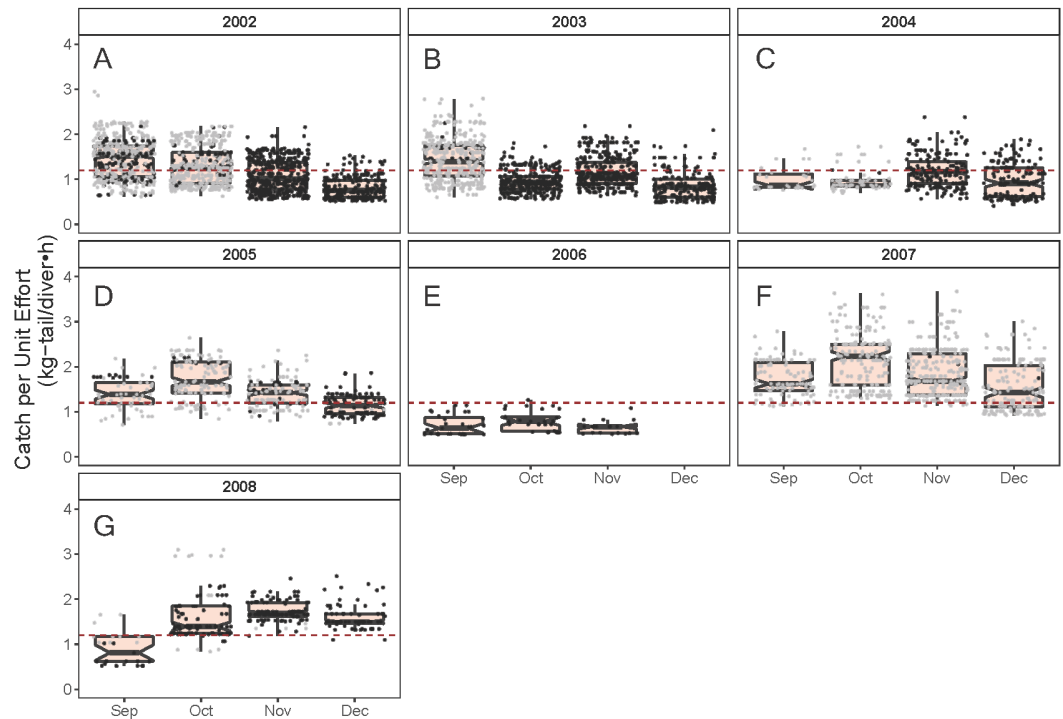 2002
2003
2004
4
3
2
1
0
A
B
C
2005
2006
2007
4
3
2
1
0
D
E
F
Sep
Oct
Nov
Dec
Sep
Oct
Nov
Dec
2008
4
3
2
1
0
G
Sep
Oct
Nov
Dec
Catch per Unit Effort
(kg−tail/diver•h)